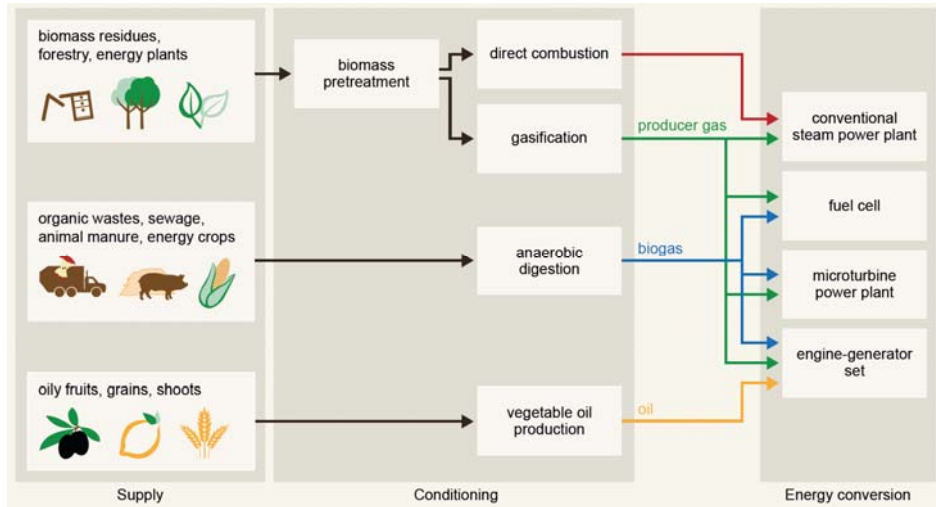 biomass residues,
forestry, energy plants
biomass
pretreatment
direct combustion
gasification
producer gas
conventional
steam power plant
fuel cell
organic wastes, sewage,
animal manure, energy crops
anaerobic
digestion
biogas
microturbine
power plant
engine-generator
set
oily fruits, grains, shoots
vegetable oil
production
oil
Supply
Conditioning
Energy conversion